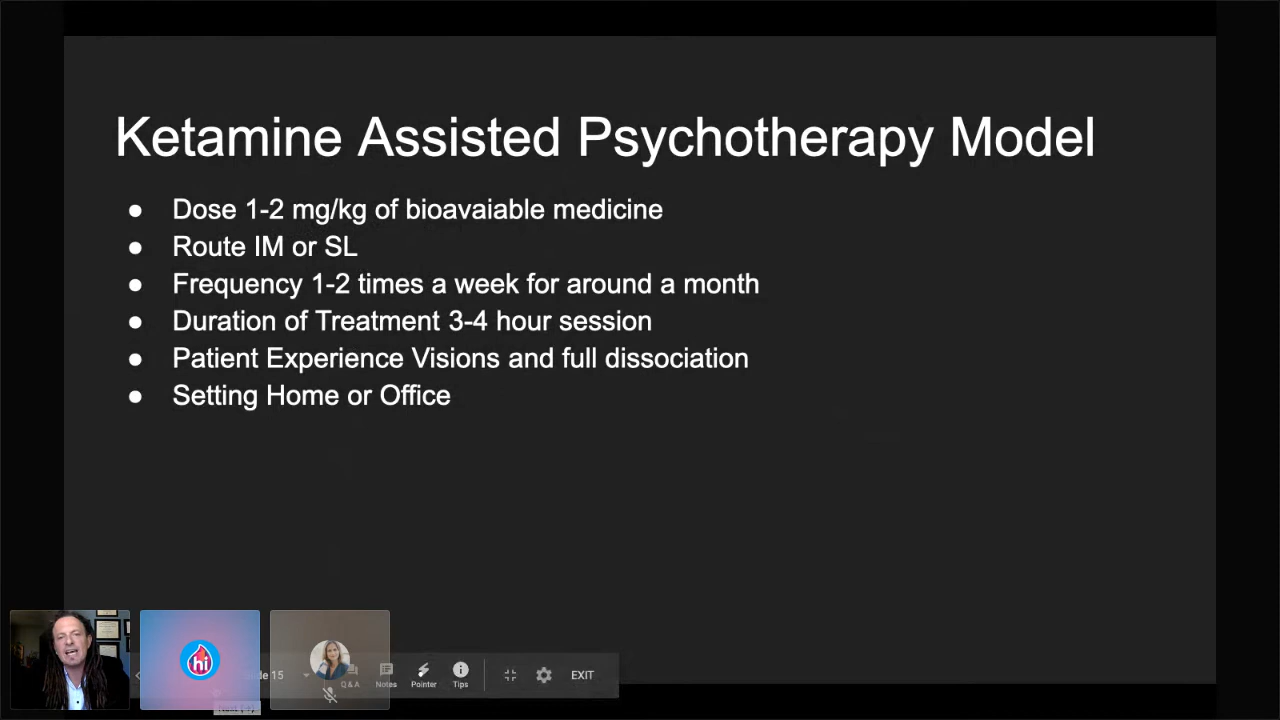 Ketamine Assisted Psychotherapy Model
● Dose 1-2 mg/kg of bioavaiable medicine
● Route IM or SL
● Frequency 1-2 times a week for around a month
● Duration of Treatment 3-4 hour session
● Patient Experience Visions and full dissociation
● Setting Home or Office
hi
15
Q & A
Notes
Pointer
Tips
EXIT